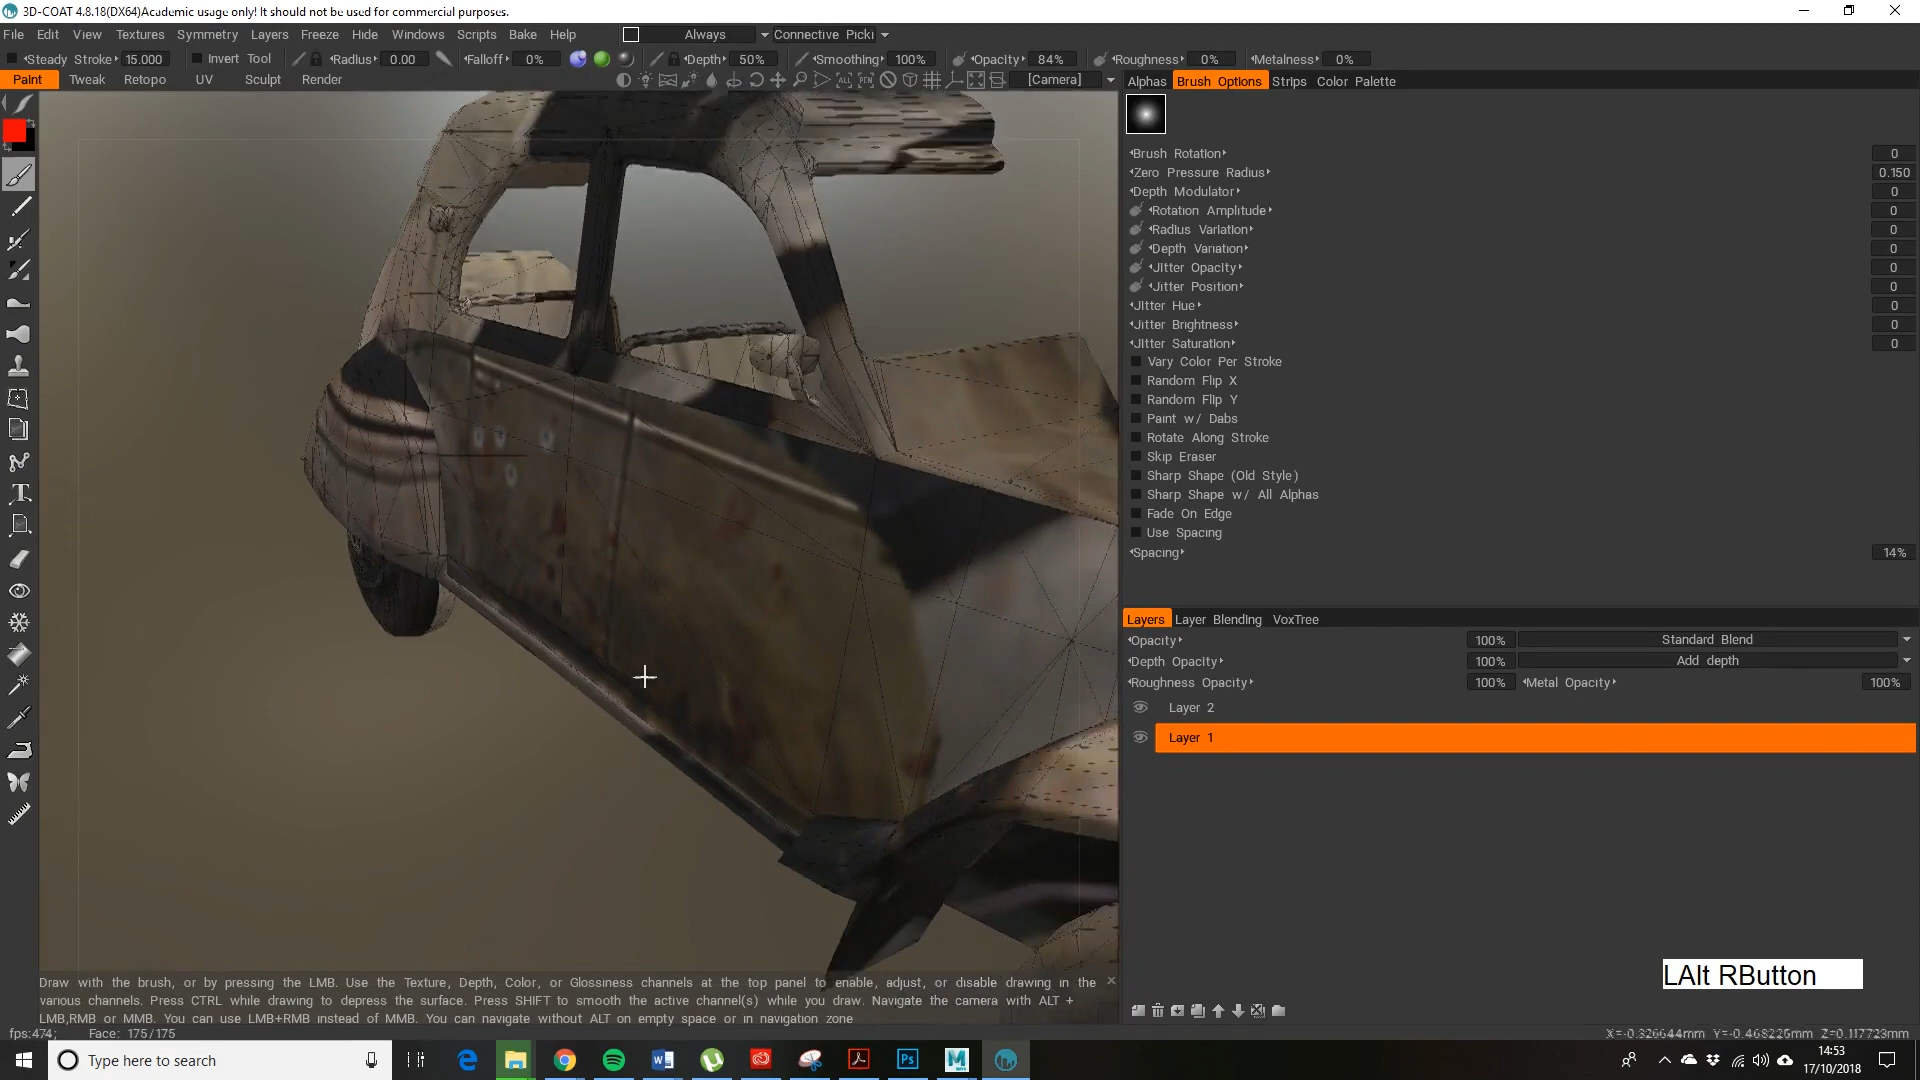 3D-COAT 4.8.18(DX64)Academic usage only! It should not be used for commercial purposes.
File Edit View Textures Symmetry Layers Freeze Hide Windows Scripts Bake Help Always Connective Picki
Steady Stroke 15.000 Invert Tool Radius 0.00 Falloff 0% Depth 50% Smoothing 100% Opacity 84% Roughness 0% Metalness 0%
Paint Tweak Retopo UV Sculpt Render [Camera]
Alphas Brush Options Strips Color Palette
Brush Rotation 0
Zero Pressure Radius 0.150
Depth Modulator 0
Rotation Amplitude 0
Radius Variation 0
Depth Variation 0
Jitter Opacity 0
Jitter Position 0
Jitter Hue 0
Jitter Brightness 0
Jitter Saturation 0
Vary Color Per Stroke
Random Flip X
Random Flip Y
Paint w/ Dabs
Rotate Along Stroke
Skip Eraser
Sharp Shape (Old Style)
Sharp Shape w/ All Alphas
Fade On Edge
Use Spacing
Spacing 14%
Layers Layer Blending VoxTree
Opacity 100% Standard Blend
Depth Opacity 100% Add depth
Roughness Opacity 100% Metal Opacity 100%
Layer 2
Layer 1
LAlt RButton
Draw with the brush, or by pressing the LMB. Use the Texture, Depth, Color, or Glossiness channels at the top panel to enable, adjust, or disable drawing in the
various channels. Press CTRL while drawing to depress the surface. Press SHIFT to smooth the active channel(s) while you draw. Navigate the camera with ALT +
LMB,RMB or MMB. You can use LMB+RMB instead of MMB. You can navigate without ALT on empty space or in navigation zone
fps:474; Face: 175/175 X=-0.326644mm Y=-0.468225mm Z=0.117723mm
Type here to search
14:53
17/10/2018